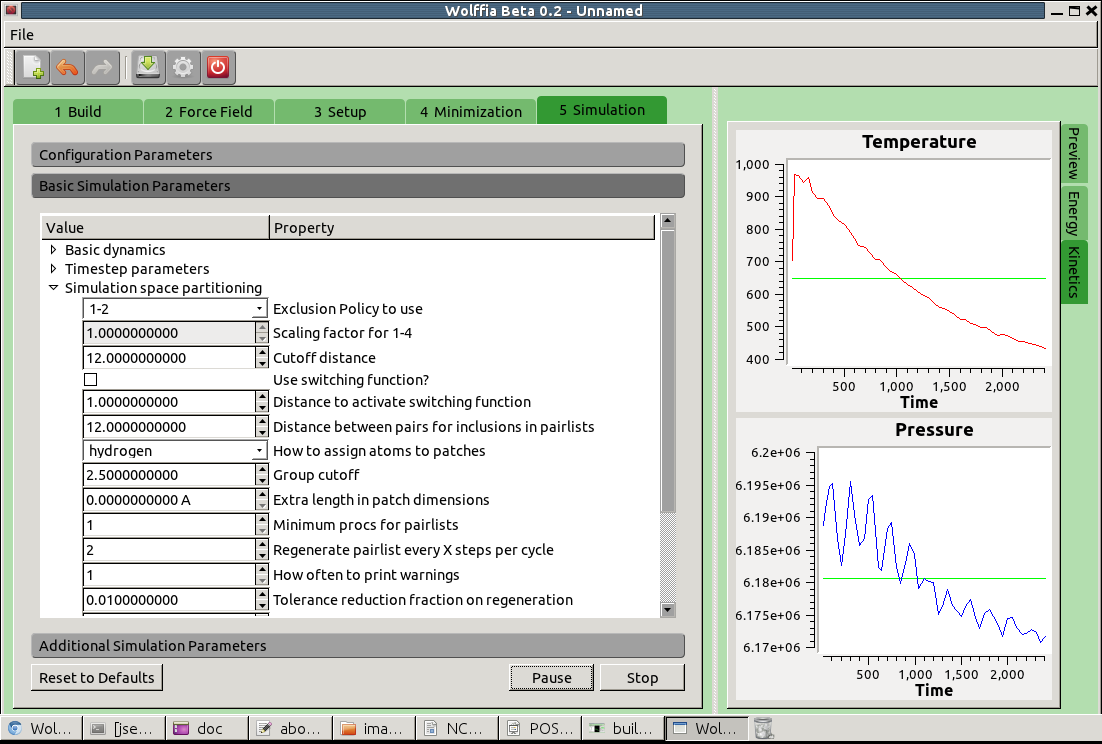 Wolffia Beta 0.2 - Unnamed
File
1 Build
2 Force Field
3 Setup
4 Minimization
5 Simulation
Configuration Parameters
Basic Simulation Parameters
Value Property
Basic dynamics
Timestep parameters
Simulation space partitioning
1-2 Exclusion Policy to use
1.0000000000 Scaling factor for 1-4
12.0000000000 Cutoff distance
Use switching function?
1.0000000000 Distance to activate switching function
12.0000000000 Distance between pairs for inclusions in pairlists
hydrogen How to assign atoms to patches
2.5000000000 Group cutoff
0.0000000000 A Extra length in patch dimensions
1 Minimum procs for pairlists
2 Regenerate pairlist every X steps per cycle
1 How often to print warnings
0.0100000000 Tolerance reduction fraction on regeneration
Additional Simulation Parameters
Reset to Defaults
Pause
Stop
Temperature
1,000
900
800
700
600
500
400
500 1,000 1,500 2,000
Time
Pressure
6.2e+06
6.195e+06
6.19e+06
6.185e+06
6.18e+06
6.175e+06
6.17e+06
500 1,000 1,500 2,000
Time
Preview
Energy
Kinetics
Wol... [jse... doc abo... ima... NC... POS... buil... Wol...